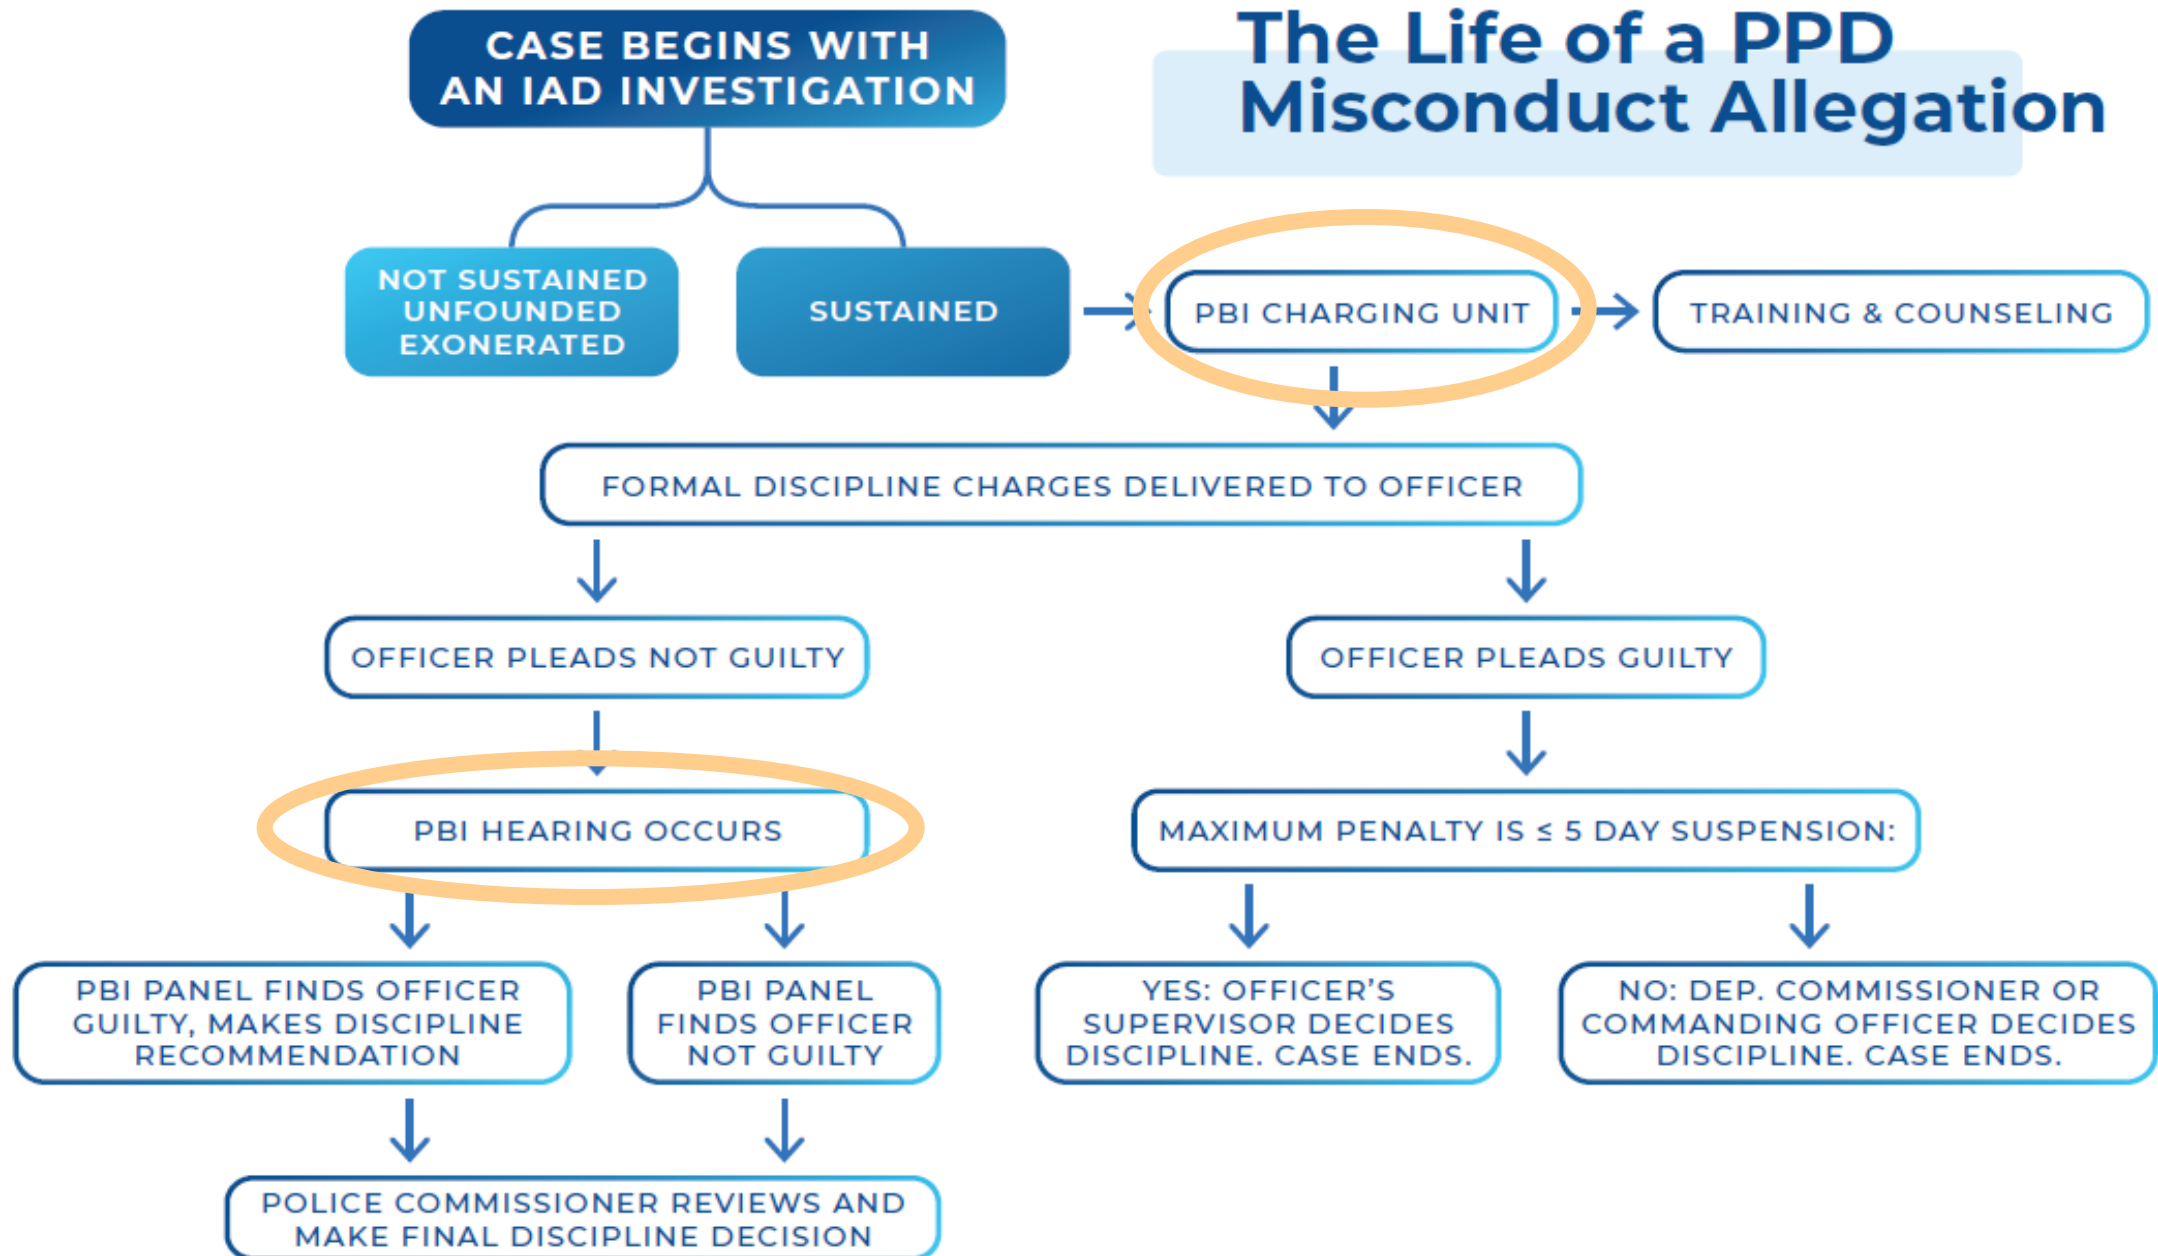 CASE BEGINS WITH
AN IAD INVESTIGATION
The Life of a PPD
Misconduct Allegation
NOT SUSTAINED
UNFOUNDED
EXONERATED
SUSTAINED
PBI CHARGING UNIT
TRAINING & COUNSELING
FORMAL DISCIPLINE CHARGES DELIVERED TO OFFICER
OFFICER PLEADS NOT GUILTY
OFFICER PLEADS GUILTY
PBI HEARING OCCURS
MAXIMUM PENALTY IS ≤ 5 DAY SUSPENSION:
PBI PANEL FINDS OFFICER
GUILTY, MAKES DISCIPLINE
RECOMMENDATION
PBI PANEL
FINDS OFFICER
NOT GUILTY
YES: OFFICER'S
SUPERVISOR DECIDES
DISCIPLINE. CASE ENDS.
NO: DEP. COMMISSIONER OR
COMMANDING OFFICER DECIDES
DISCIPLINE. CASE ENDS.
POLICE COMMISSIONER REVIEWS AND
MAKE FINAL DISCIPLINE DECISION